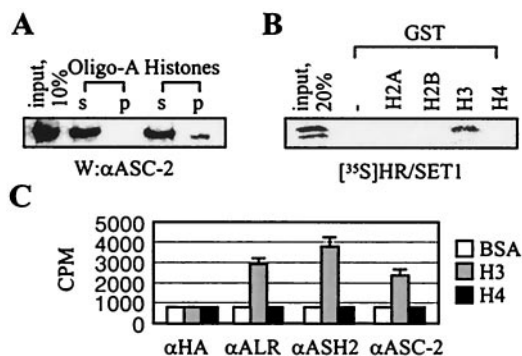 A
input, 10%
Oligo-A Histones
s p s p
W:αASC-2
B
GST
input, 20%
- H2A H2B H3 H4
[³⁵S]HR/SET1
C
CPM
5000
4000
3000
2000
1000
0
BSA
H3
H4
αHA αALR αASH2 αASC-2